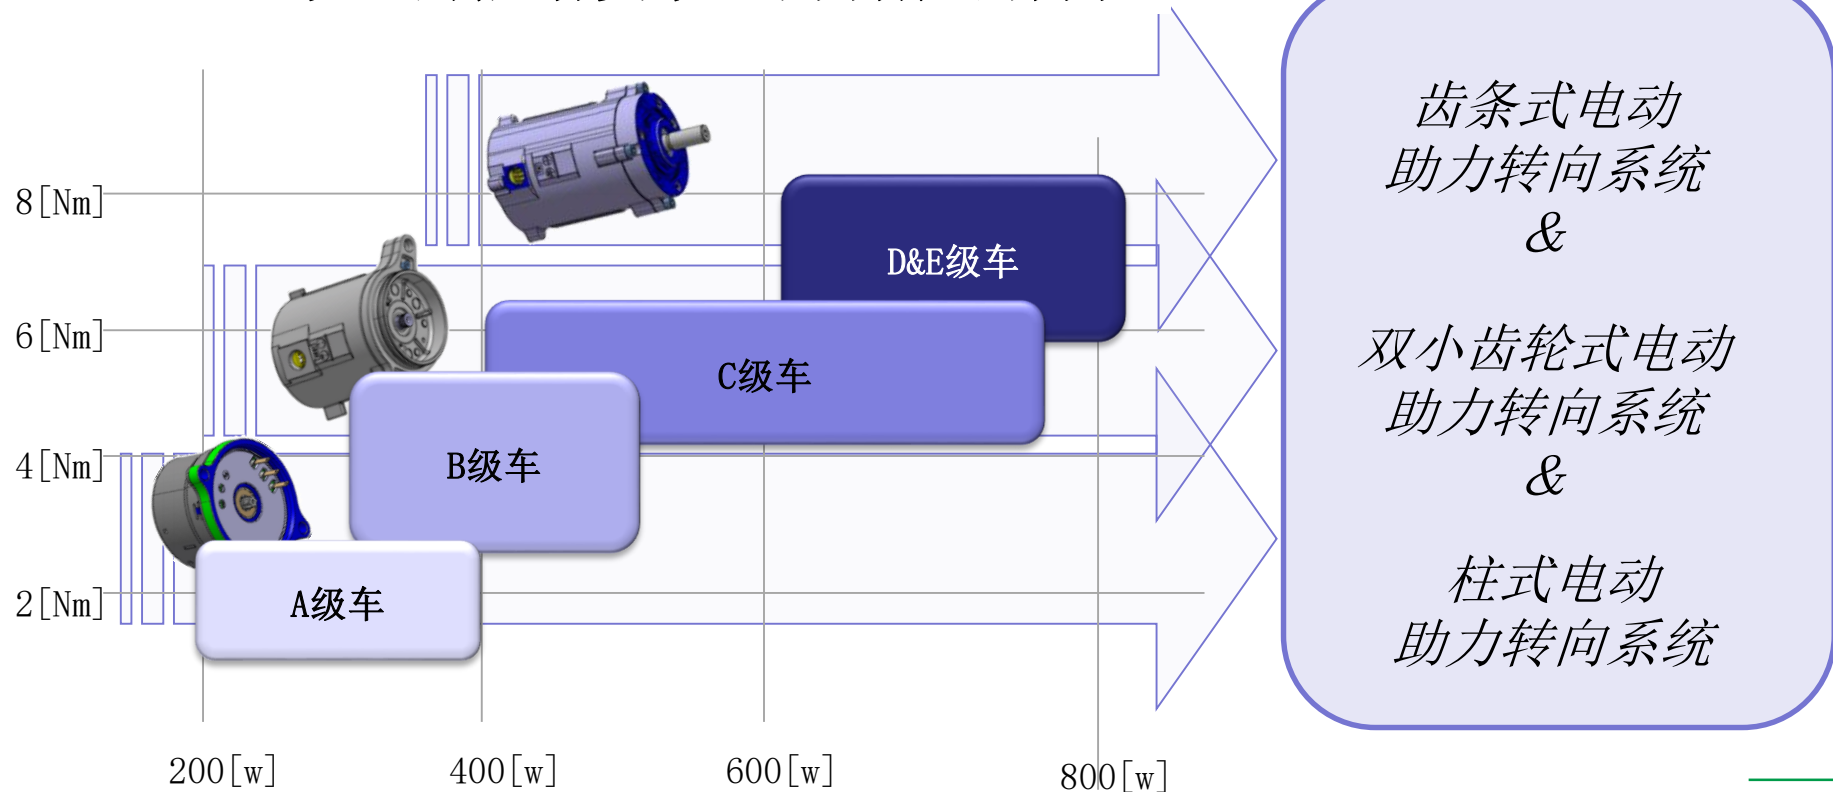 8[Nm]
6[Nm]
4[Nm]
2[Nm]
D&E级车
C级车
B级车
A级车
200[w]
400[w]
600[w]
800[w]
齿条式电动
助力转向系统
&
双小齿轮式电动
助力转向系统
&
柱式电动
助力转向系统